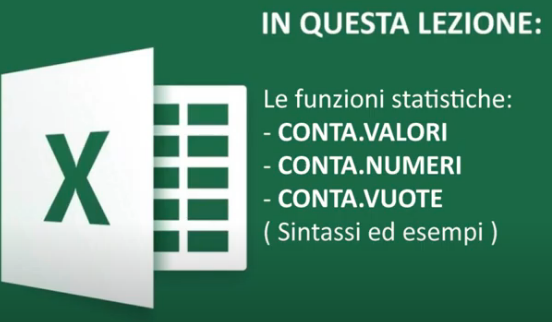 IN QUESTA LEZIONE:
Le funzioni statistiche:
- CONTA.VALORI
- CONTA.NUMERI
- CONTA.VUOTE
( Sintassi ed esempi )
X